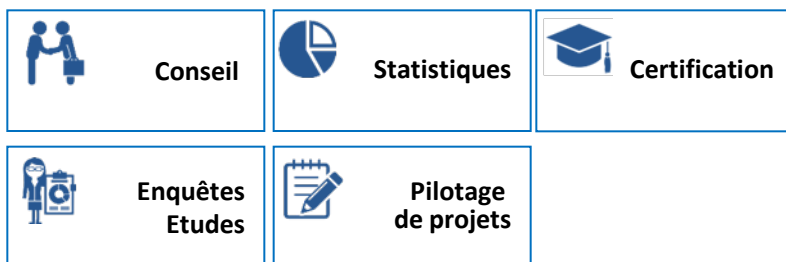 Conseil
Statistiques
Certification
Enquêtes
Etudes
Pilotage
de projets